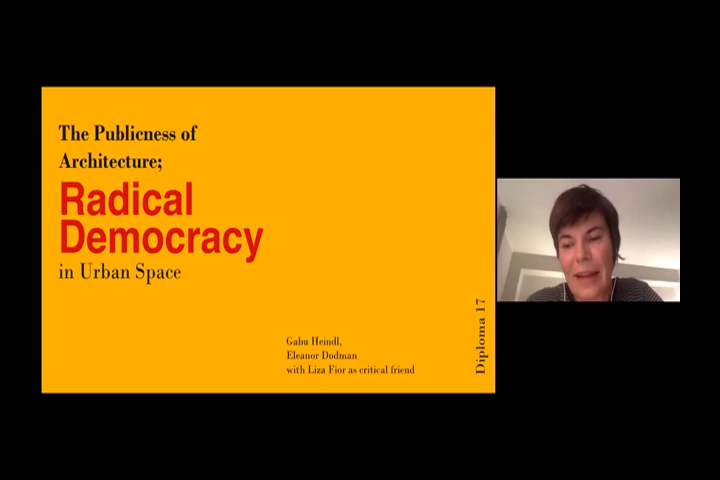 The Publicness of
Architecture;
Radical
Democracy
in Urban Space
Gabu Heindl,
Eleanor Dodman
with Liza Fior as critical friend
Diploma 17